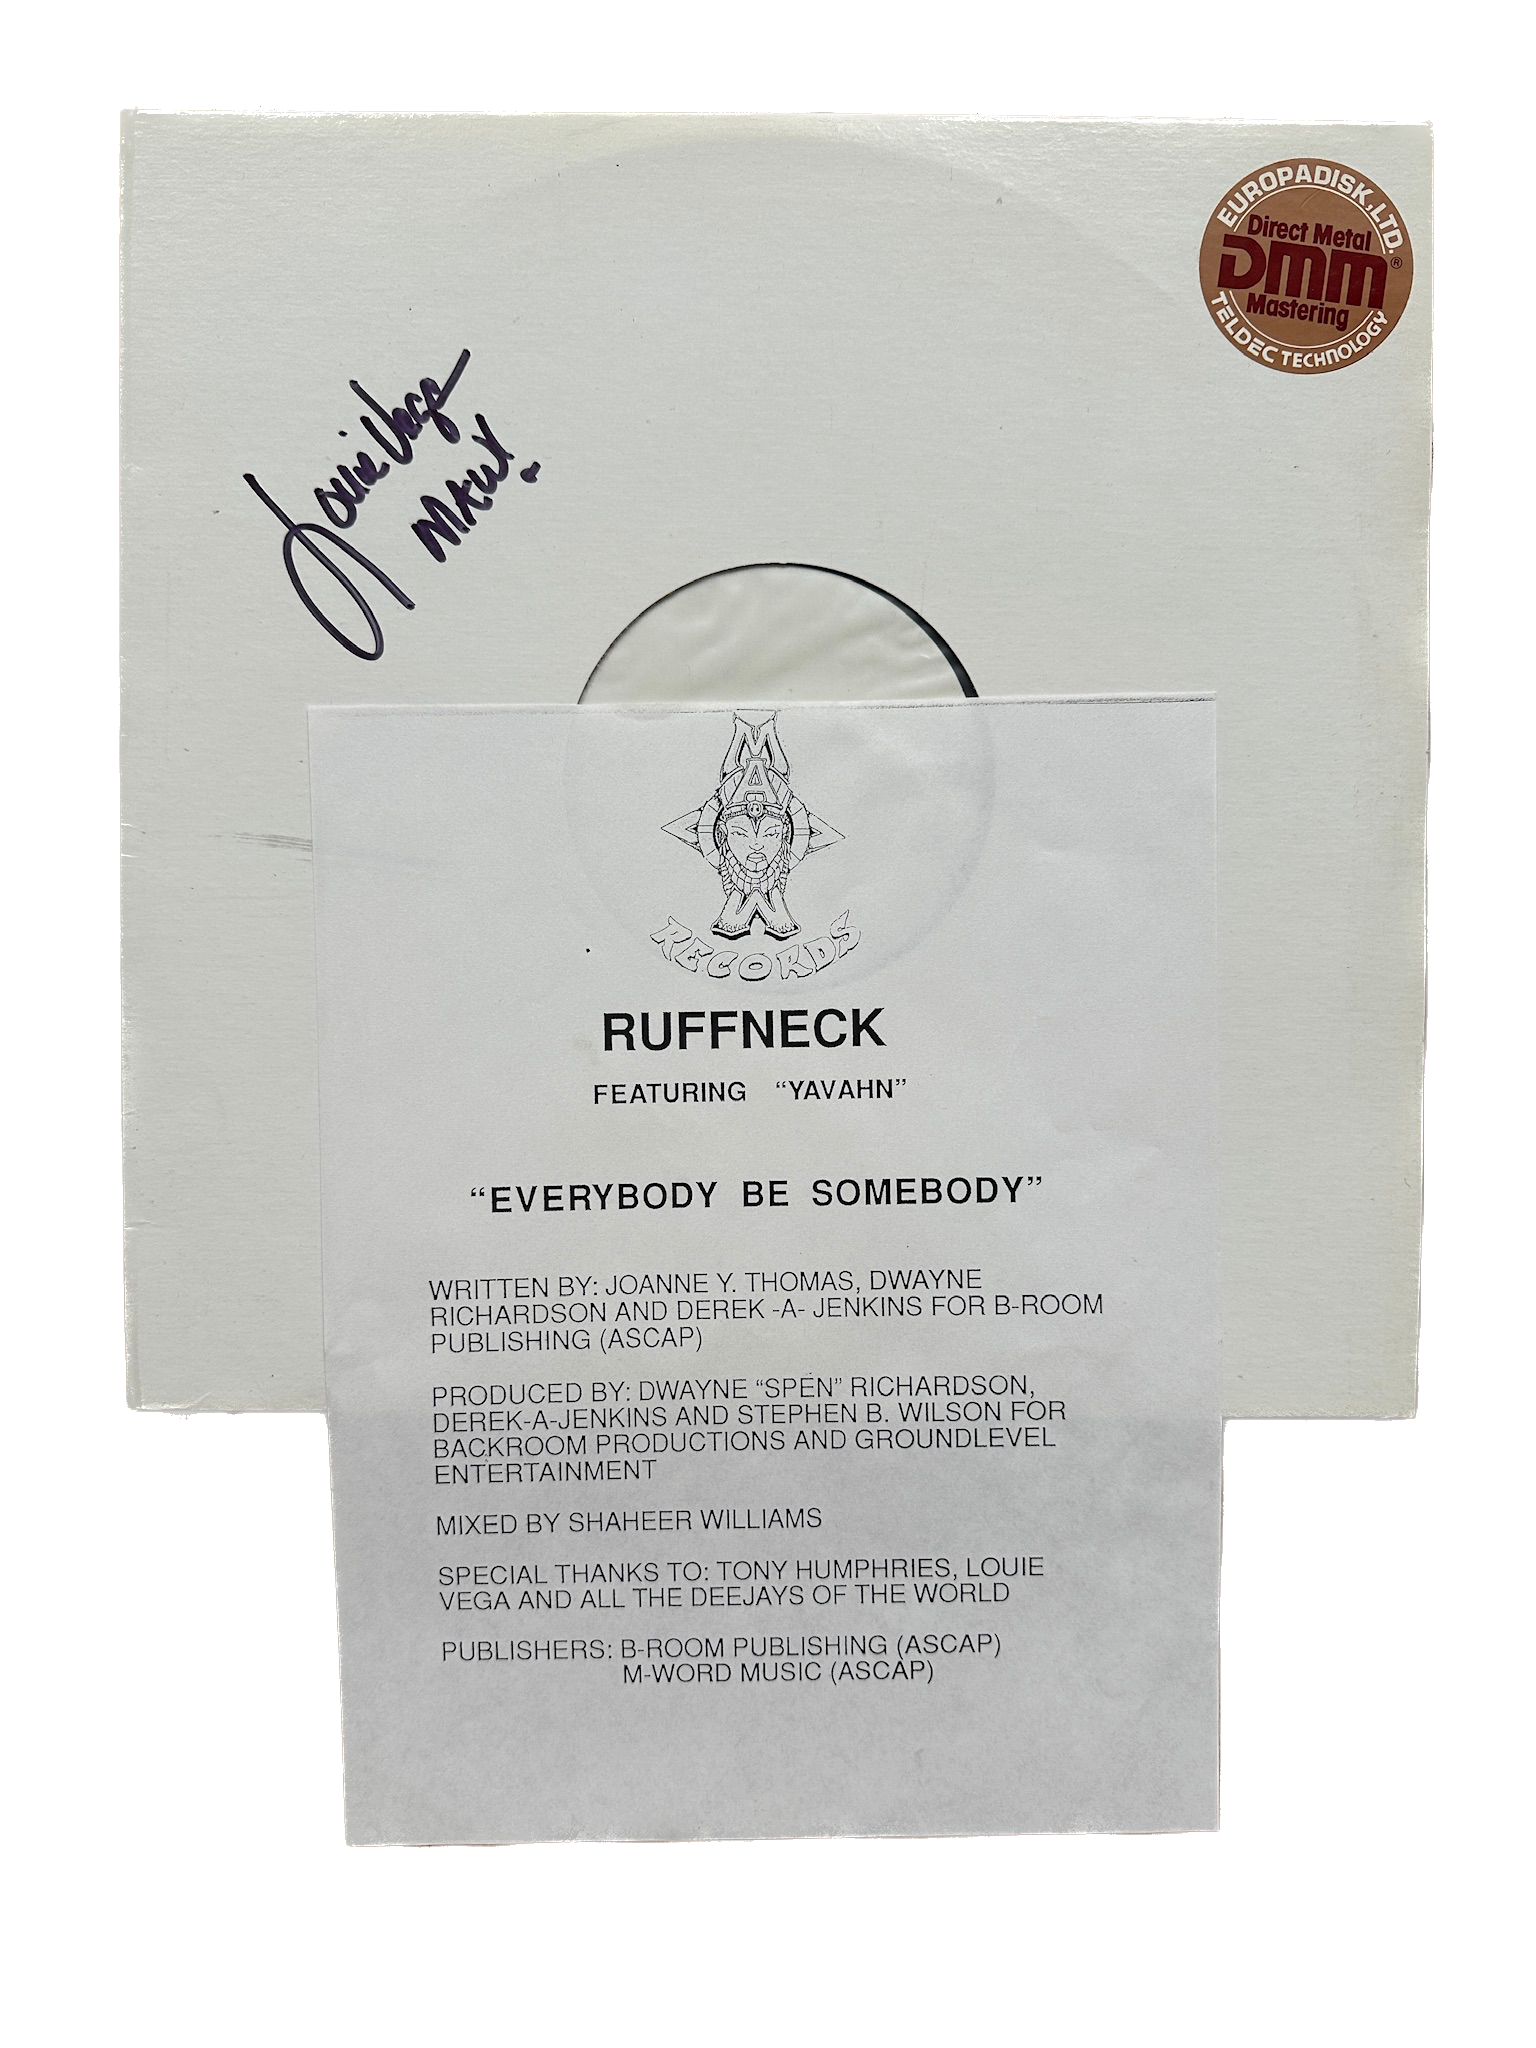 EUROPADISK, LTD.
Direct Metal
DMM®
Mastering
TELDEC TECHNOLOGY
Louie Vega
MAW!
MAW
RECORDS
RUFFNECK
FEATURING “YAVAHN”
“EVERYBODY BE SOMEBODY”
WRITTEN BY: JOANNE Y. THOMAS, DWAYNE
RICHARDSON AND DEREK -A- JENKINS FOR B-ROOM
PUBLISHING (ASCAP)
PRODUCED BY: DWAYNE “SPEN” RICHARDSON,
DEREK-A-JENKINS AND STEPHEN B. WILSON FOR
BACKROOM PRODUCTIONS AND GROUNDLEVEL
ENTERTAINMENT
MIXED BY SHAHEER WILLIAMS
SPECIAL THANKS TO: TONY HUMPHRIES, LOUIE
VEGA AND ALL THE DEEJAYS OF THE WORLD
PUBLISHERS: B-ROOM PUBLISHING (ASCAP)
M-WORD MUSIC (ASCAP)